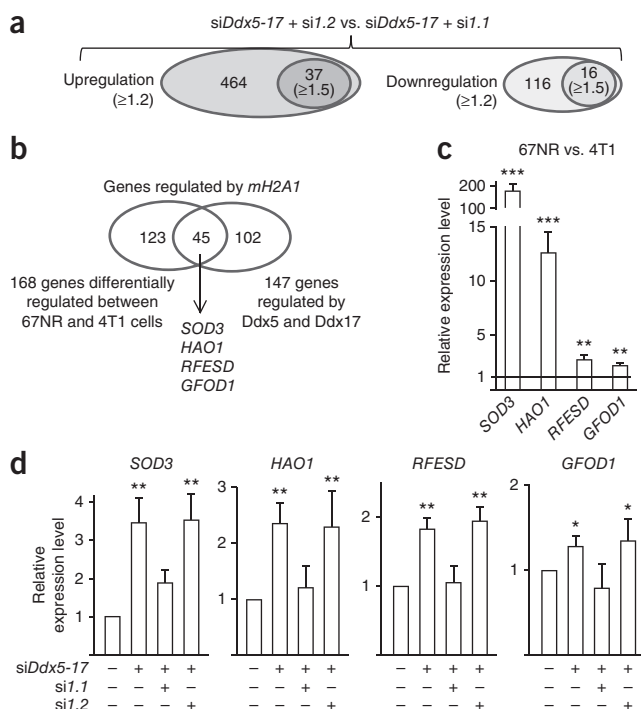 a
siDdx5-17 + si1.2 vs. siDdx5-17 + si1.1
Upregulation
(≥1.2)
464
37
(≥1.5)
Downregulation
(≥1.2)
116
16
(≥1.5)
b
Genes regulated by mH2A1
123
45
102
168 genes differentially
regulated between
67NR and 4T1 cells
147 genes
regulated by
Ddx5 and Ddx17
SOD3
HAO1
RFESD
GFOD1
c
67NR vs. 4T1
Relative expression level
200
100
15
10
5
1
***
***
**
**
SOD3
HAO1
RFESD
GFOD1
d
Relative
expression level
SOD3
4
3
2
1
**
**
HAO1
3
2
1
**
**
RFESD
2
1
**
**
GFOD1
2
1
*
*
siDdx5-17 – + + + – + + + – + + + – + + +
si1.1 – – + – – – + – – – + – – – + –
si1.2 – – – + – – – + – – – + – – – +